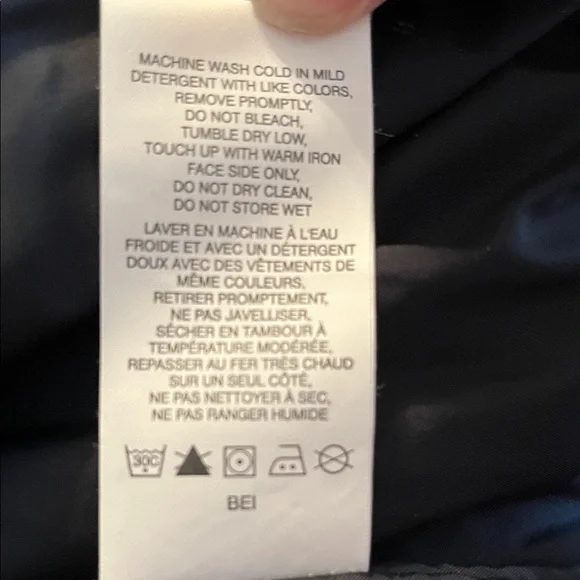 MACHINE WASH COLD IN MILD
DETERGENT WITH LIKE COLORS,
REMOVE PROMPTLY,
DO NOT BLEACH,
TUMBLE DRY LOW,
TOUCH UP WITH WARM IRON
FACE SIDE ONLY,
DO NOT DRY CLEAN,
DO NOT STORE WET
LAVER EN MACHINE À L'EAU
FROIDE ET AVEC UN DÉTERGENT
DOUX AVEC DES VÊTEMENTS DE
MÊME COULEURS,
RETIRER PROMPTEMENT,
NE PAS JAVELLISER,
SÉCHER EN TAMBOUR À
TEMPÉRATURE MODÉRÉE,
REPASSER AU FER TRÈS CHAUD
SUR UN SEUL CÔTÉ,
NE PAS NETTOYER À SEC,
NE PAS RANGER HUMIDE
30C
BEI